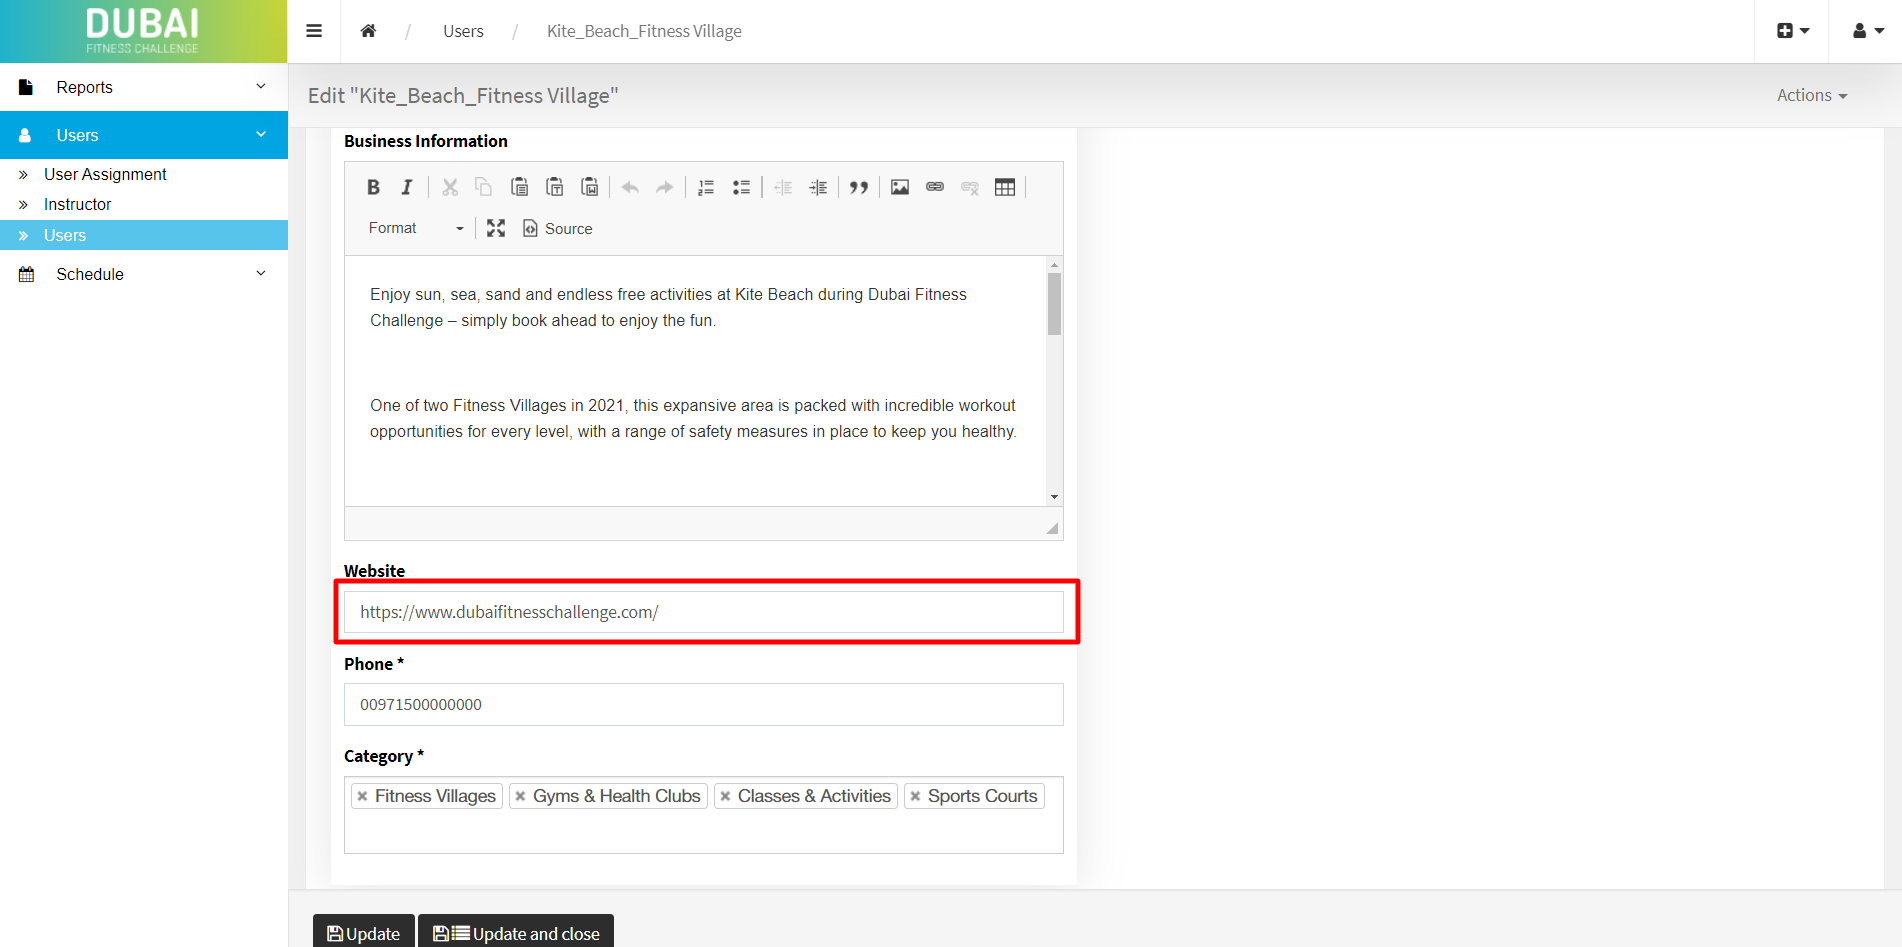 DUBAI
FITNESS CHALLENGE
/ Users / Kite_Beach_Fitness Village
Reports
Users
User Assignment
Instructor
Users
Schedule
Edit "Kite_Beach_Fitness Village"
Actions
Business Information
Format
Source
Enjoy sun, sea, sand and endless free activities at Kite Beach during Dubai Fitness
Challenge – simply book ahead to enjoy the fun.
One of two Fitness Villages in 2021, this expansive area is packed with incredible workout
opportunities for every level, with a range of safety measures in place to keep you healthy.
Website
https://www.dubaifitnesschallenge.com/
Phone *
00971500000000
Category *
× Fitness Villages × Gyms & Health Clubs × Classes & Activities × Sports Courts
Update Update and close